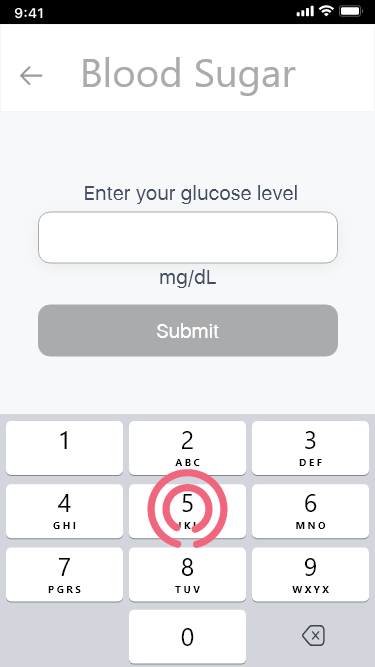 9:41
Blood Sugar
Enter your glucose level
mg/dL
Submit
1 2 3
ABC DEF
4 5 6
GHI JKL MNO
7 8 9
PGRS TUV WXYX
0